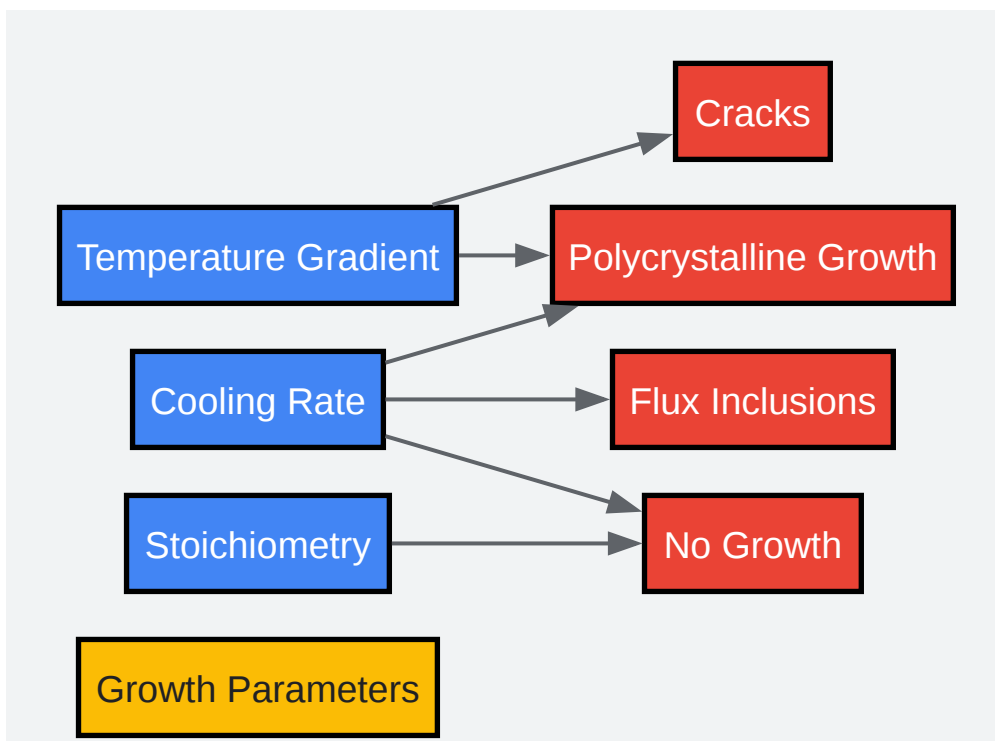 Cracks
Temperature Gradient
Polycrystalline Growth
Cooling Rate
Flux Inclusions
Stoichiometry
No Growth
Growth Parameters